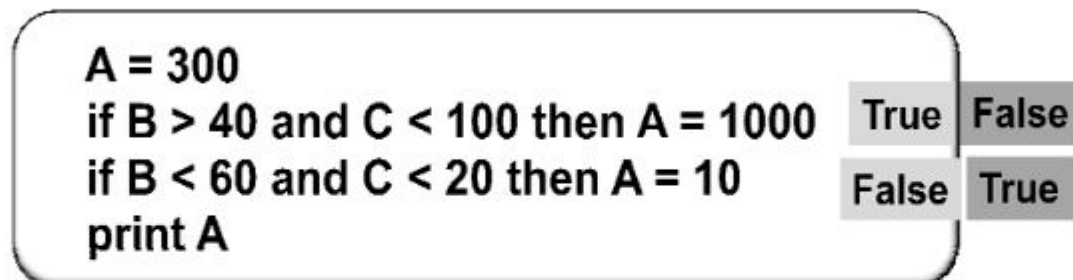 A = 300
if B > 40 and C < 100 then A = 1000 True False
if B < 60 and C < 20 then A = 10 False True
print A